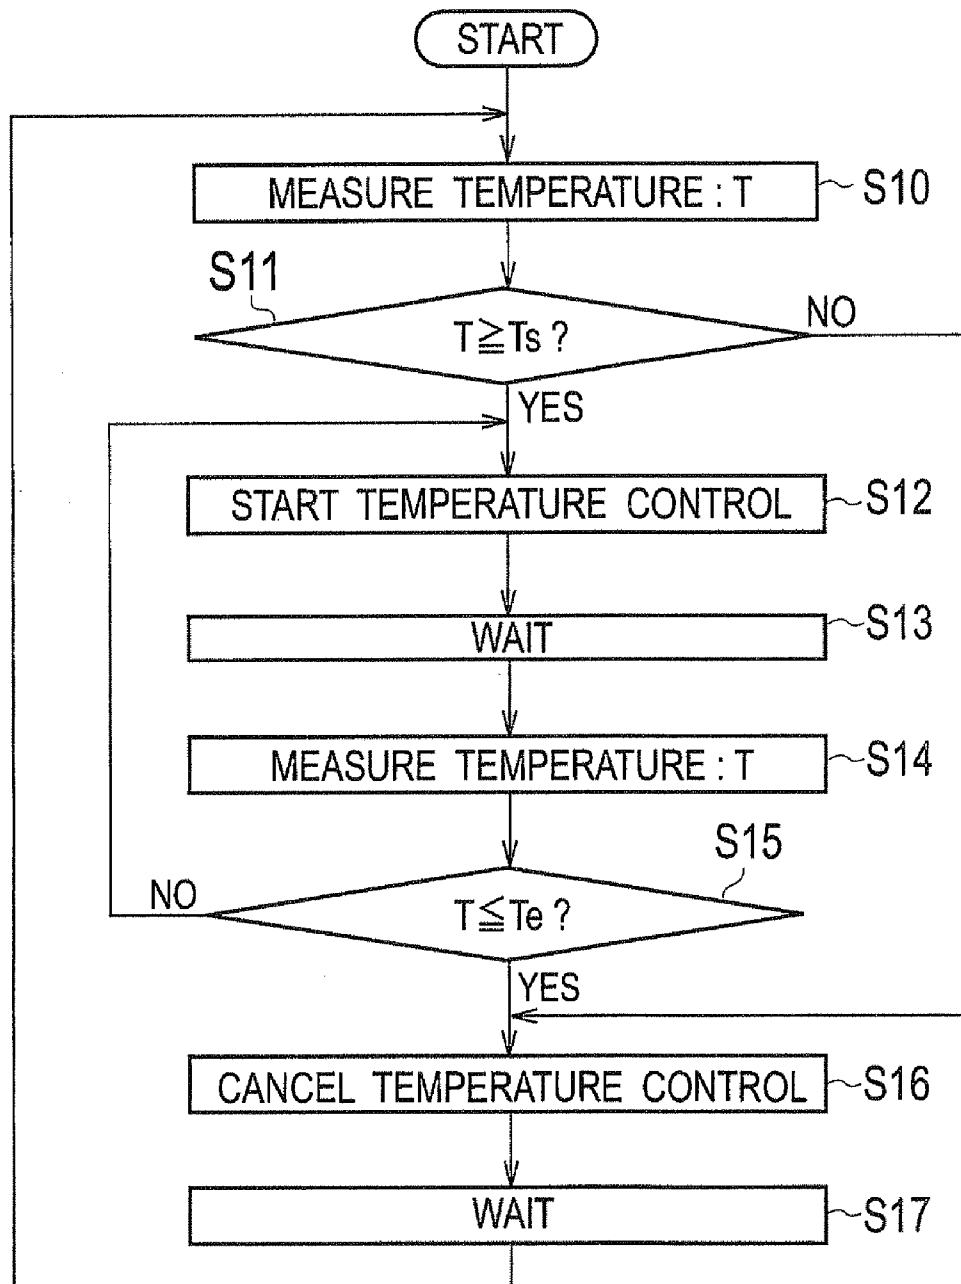 START
MEASURE TEMPERATURE : T
S10
S11
T≧Ts ?
NO
YES
START TEMPERATURE CONTROL
S12
WAIT
S13
MEASURE TEMPERATURE : T
S14
S15
T≦Te ?
NO
YES
CANCEL TEMPERATURE CONTROL
S16
WAIT
S17